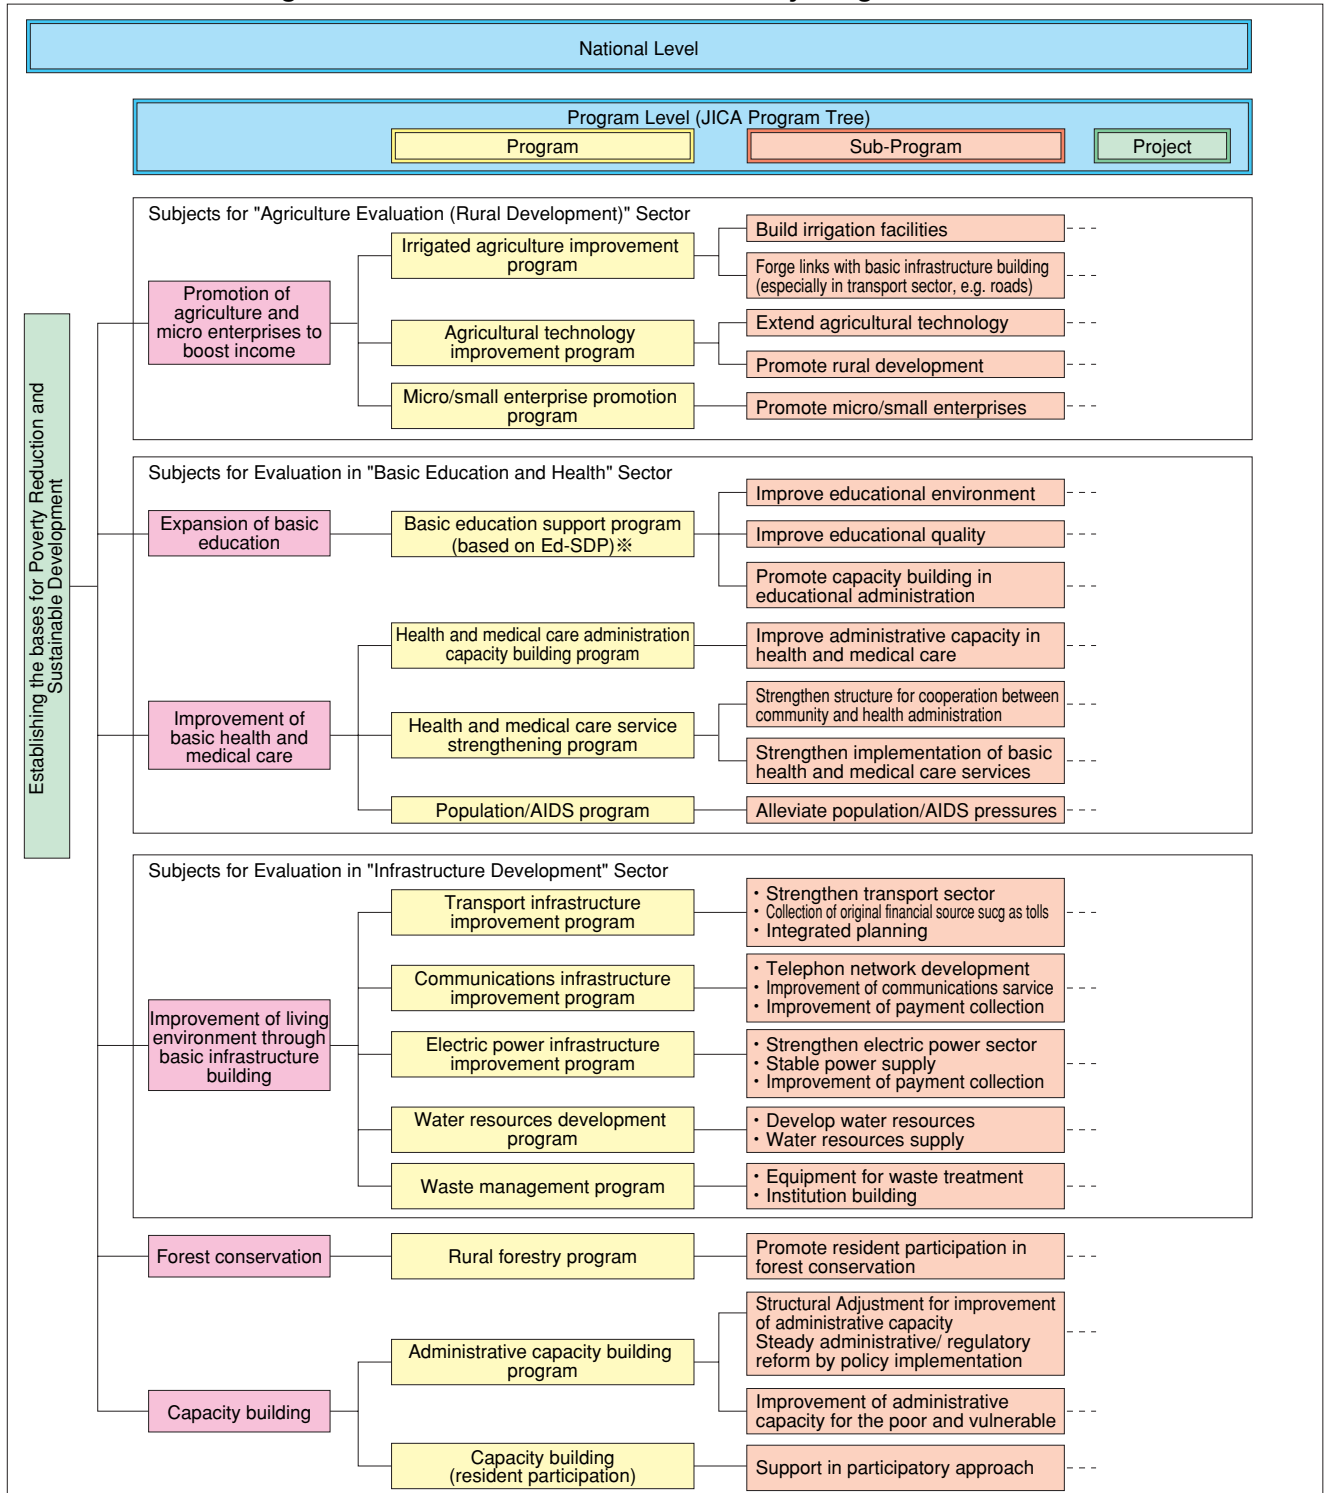 National Level
Program Level (JICA Program Tree)
Program
Sub-Program
Project
Establishing the bases for Poverty Reduction and
Sustainable Development
Subjects for "Agriculture Evaluation (Rural Development)" Sector
Promotion of
agriculture and
micro enterprises to
boost income
Irrigated agriculture improvement
program
Build irrigation facilities
Forge links with basic infrastructure building
(especially in transport sector, e.g. roads)
Agricultural technology
improvement program
Extend agricultural technology
Promote rural development
Micro/small enterprise promotion
program
Promote micro/small enterprises
Subjects for Evaluation in "Basic Education and Health" Sector
Expansion of basic
education
Basic education support program
(based on Ed-SDP)※
Improve educational environment
Improve educational quality
Promote capacity building in
educational administration
Improvement of
basic health and
medical care
Health and medical care administration
capacity building program
Improve administrative capacity in
health and medical care
Health and medical care service
strengthening program
Strengthen structure for cooperation between
community and health administration
Strengthen implementation of basic
health and medical care services
Population/AIDS program
Alleviate population/AIDS pressures
Subjects for Evaluation in "Infrastructure Development" Sector
Improvement of living
environment through
basic infrastructure
building
Transport infrastructure
improvement program
・Strengthen transport sector
・Collection of original financial source sucg as tolls
・Integrated planning
Communications infrastructure
improvement program
・Telephon network development
・Improvement of communications sarvice
・Improvement of payment collection
Electric power infrastructure
improvement program
・Strengthen electric power sector
・Stable power supply
・Improvement of payment collection
Water resources development
program
・Develop water resources
・Water resources supply
Waste management program
・Equipment for waste treatment
・Institution building
Forest conservation
Rural forestry program
Promote resident participation in
forest conservation
Capacity building
Administrative capacity building
program
Structural Adjustment for improvement
of administrative capacity
Steady administrative/ regulatory
reform by policy implementation
Improvement of administrative
capacity for the poor and vulnerable
Capacity building
(resident participation)
Support in participatory approach